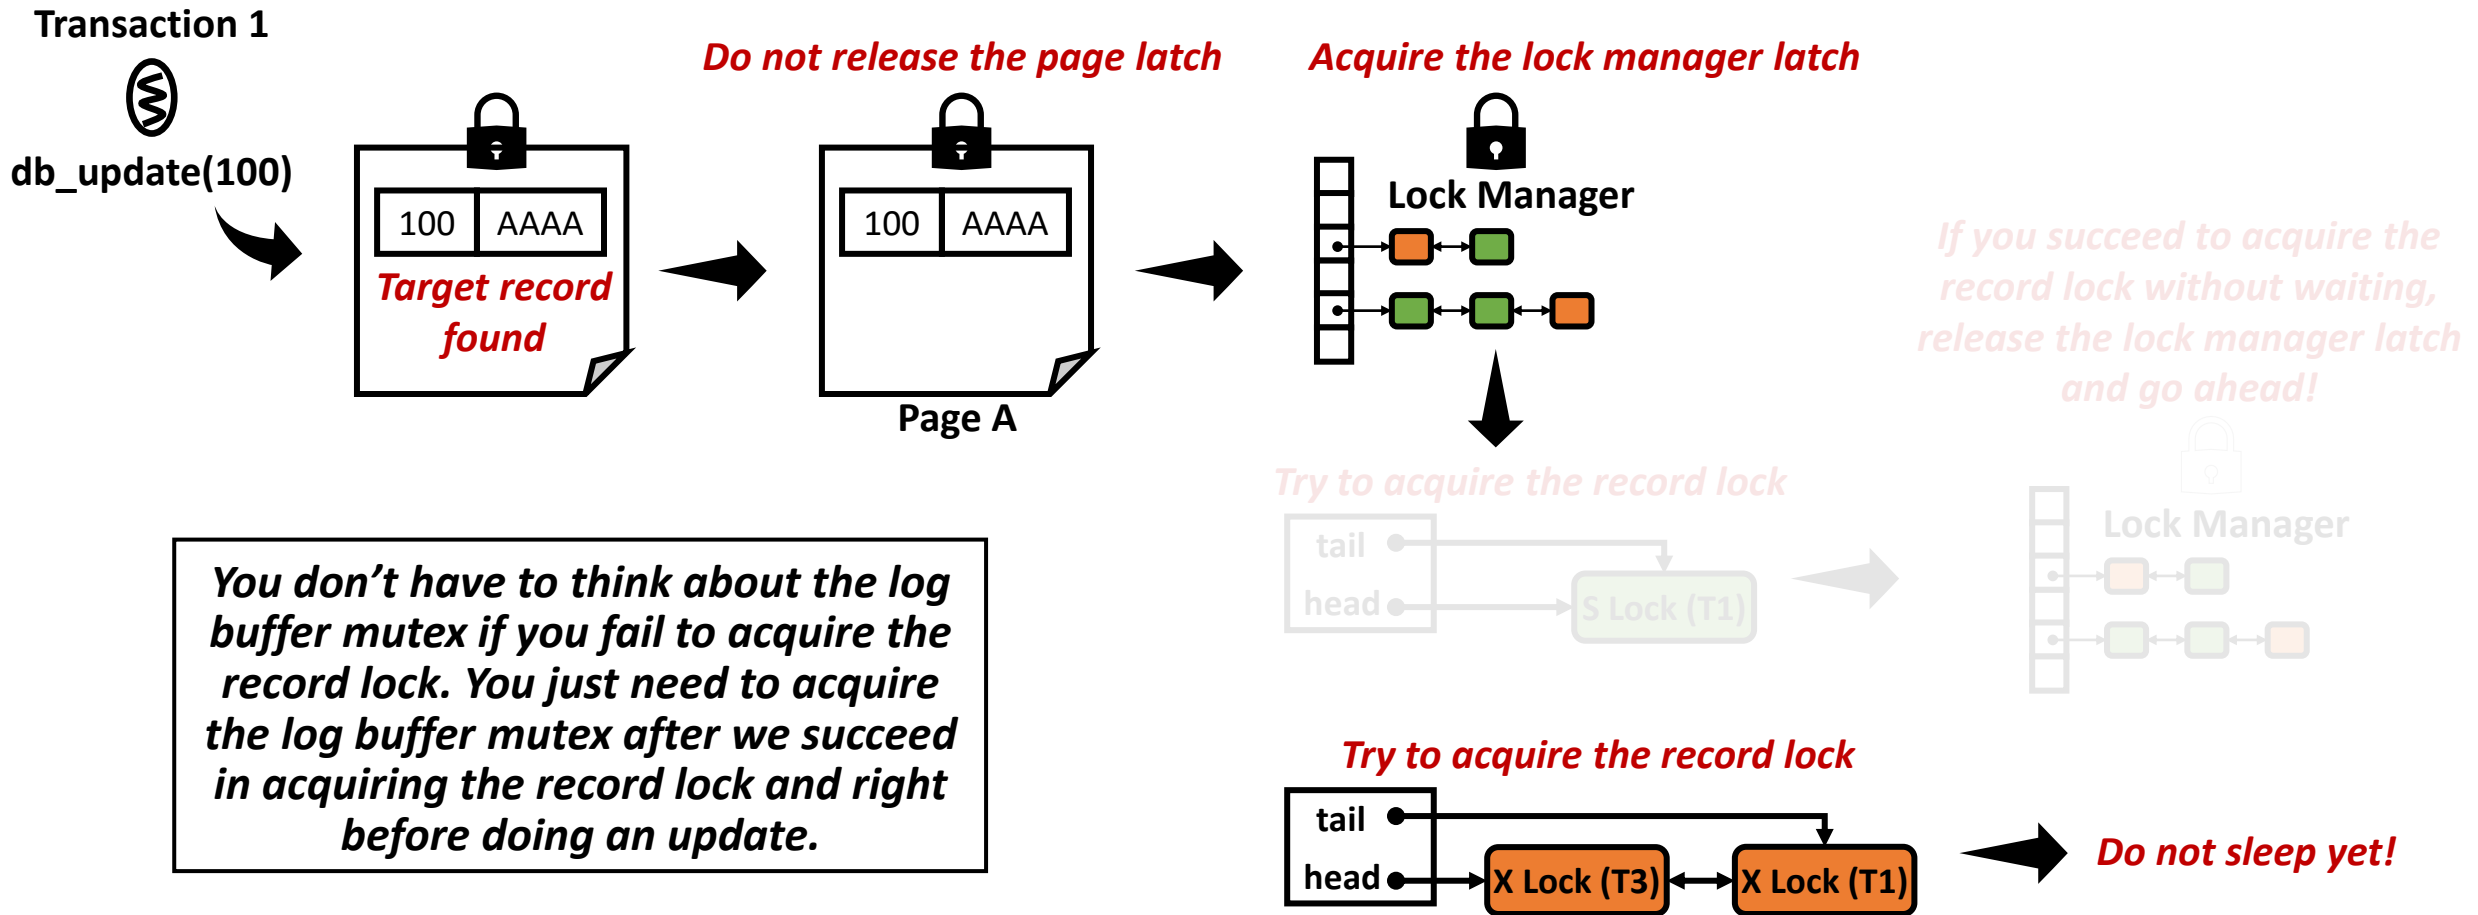 Transaction 1
db_update(100)
100 AAAA
Target record
found
Do not release the page latch
100 AAAA
Page A
Acquire the lock manager latch
Lock Manager
If you succeed to acquire the
record lock without waiting,
release the lock manager latch
and go ahead!
Try to acquire the record lock
tail
head
S Lock (T1)
Lock Manager
You don’t have to think about the log
buffer mutex if you fail to acquire the
record lock. You just need to acquire
the log buffer mutex after we succeed
in acquiring the record lock and right
before doing an update.
Try to acquire the record lock
tail
head
X Lock (T3)
X Lock (T1)
Do not sleep yet!